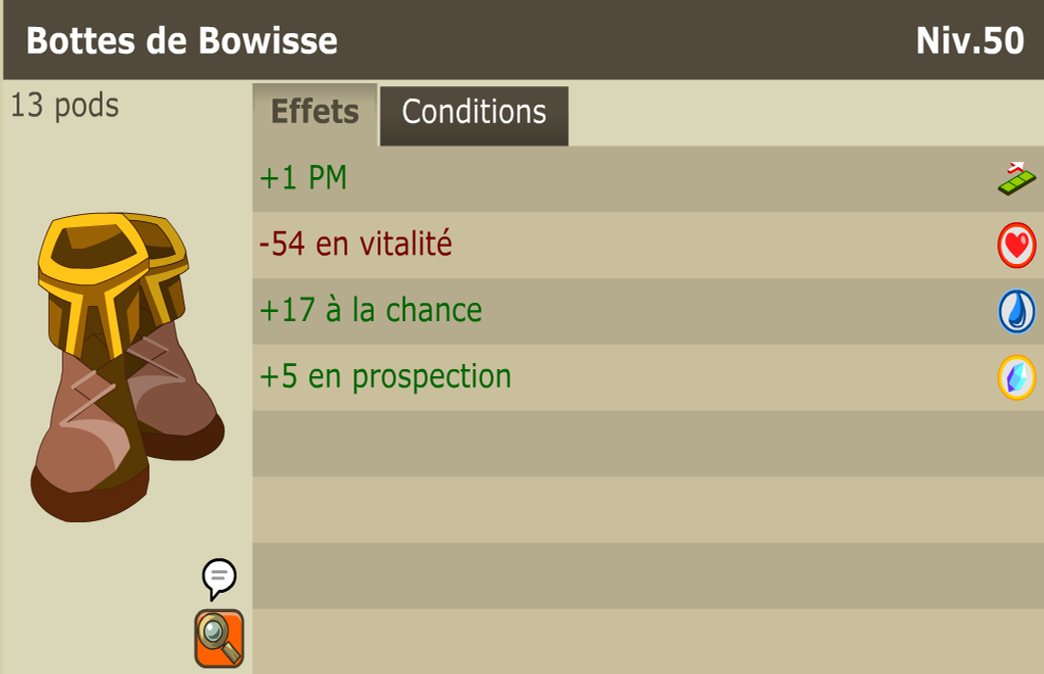 Bottes de Bowisse
Niv.50
13 pods
Effets
Conditions
+1 PM
-54 en vitalité
+17 à la chance
+5 en prospection